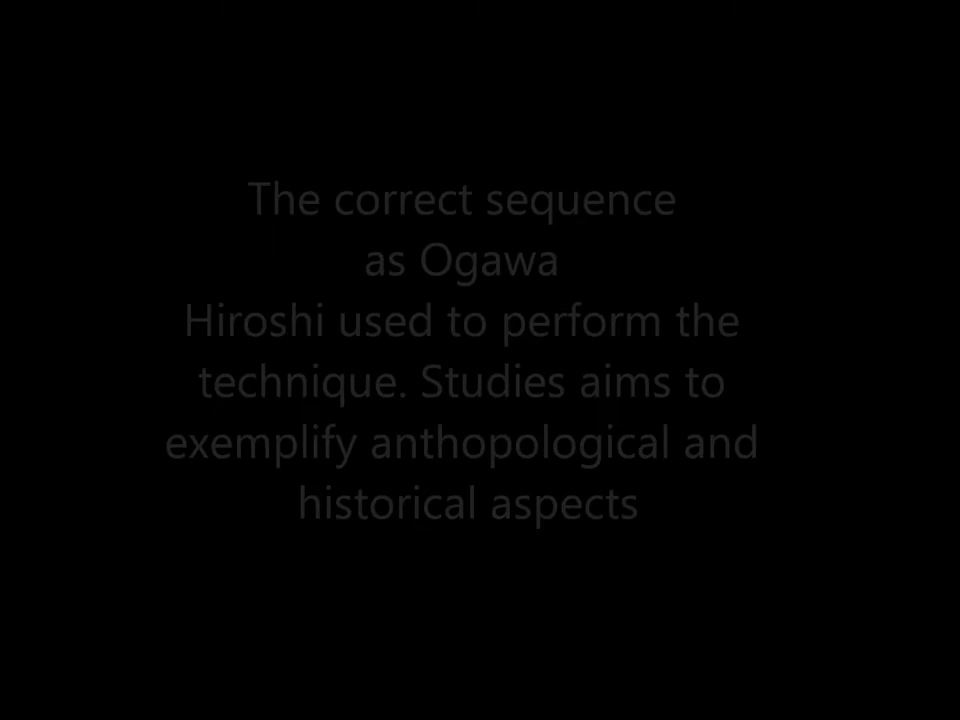 The correct sequence
as Ogawa
Hiroshi used to perform the
technique. Studies aims to
exemplify anthopological and
historical aspects